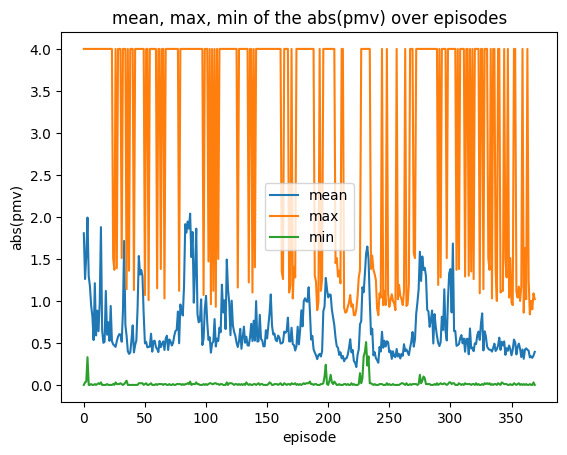 mean, max, min of the abs(pmv) over episodes
4.0
3.5
3.0
2.5
2.0
1.5
1.0
0.5
0.0
abs(pmv)
mean
max
min
0 50 100 150 200 250 300 350
episode